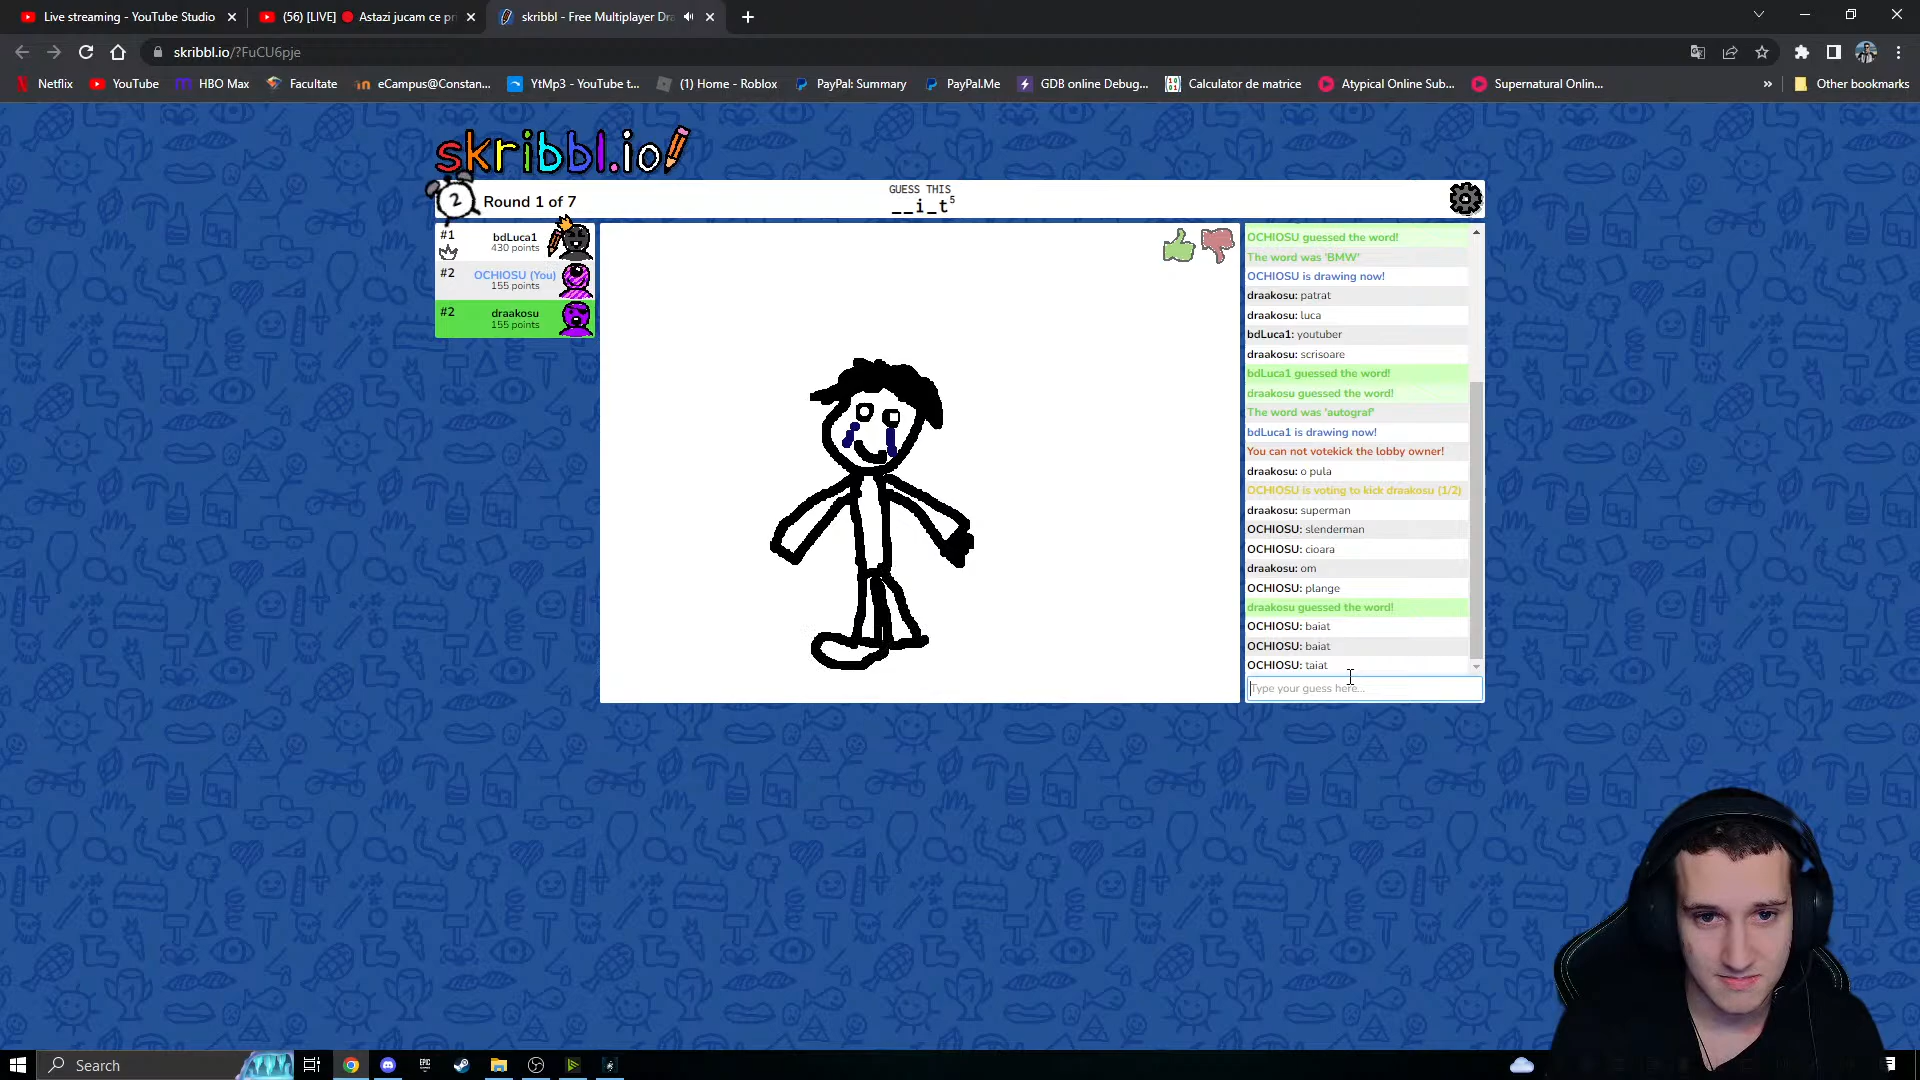 Live streaming - YouTube Studio
(56) [LIVE] 🔴 Astazi jucam ce pri
skribbl - Free Multiplayer Dra
skribbl.io/?FuCU6pje
Netflix
YouTube
HBO Max
Facultate
eCampus@Constan...
YtMp3 - YouTube t...
(1) Home - Roblox
PayPal: Summary
PayPal.Me
GDB online Debug...
Calculator de matrice
Atypical Online Sub...
Supernatural Onlin...
»
Other bookmarks
skribbl.io
2
Round 1 of 7
GUESS THIS
__i_t5
#1
bdLuca1
430 points
#2
OCHIOSU (You)
155 points
#2
draakosu
155 points
OCHIOSU guessed the word!
The word was 'BMW'
OCHIOSU is drawing now!
draakosu: patrat
draakosu: luca
bdLuca1: youtuber
draakosu: scrisoare
bdLuca1 guessed the word!
draakosu guessed the word!
The word was 'autograf'
bdLuca1 is drawing now!
You can not votekick the lobby owner!
draakosu: o pula
OCHIOSU is voting to kick draakosu (1/2)
draakosu: superman
OCHIOSU: slenderman
OCHIOSU: cioara
draakosu: om
OCHIOSU: plange
draakosu guessed the word!
OCHIOSU: baiat
OCHIOSU: baiat
OCHIOSU: taiat
Type your guess here...
Search
EPIC